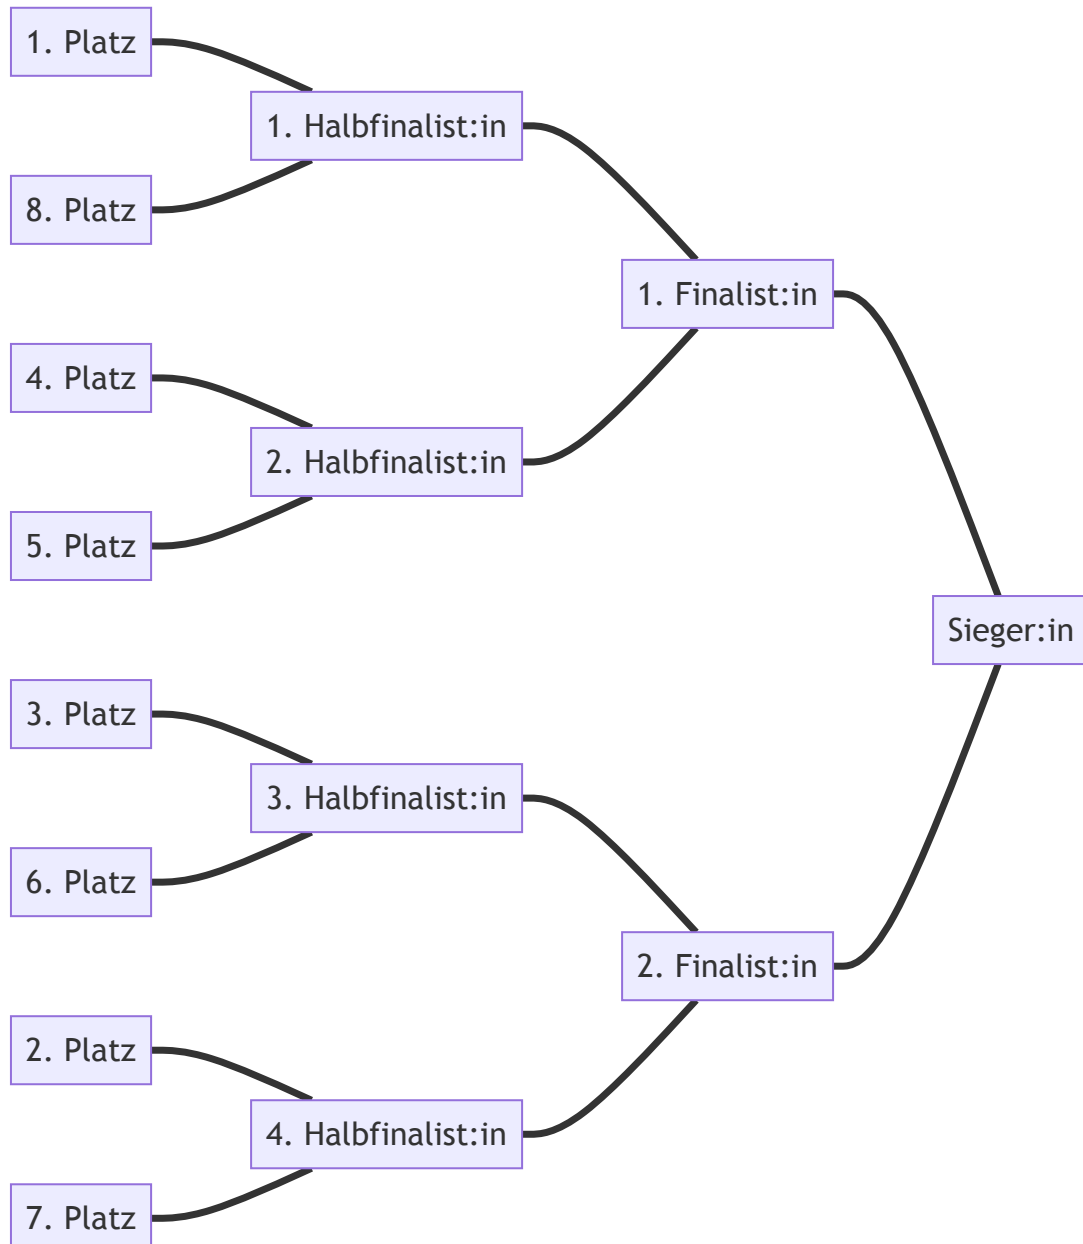 1. Platz
1. Halbfinalist:in
8. Platz
1. Finalist:in
4. Platz
2. Halbfinalist:in
5. Platz
Sieger:in
3. Platz
3. Halbfinalist:in
6. Platz
2. Finalist:in
2. Platz
4. Halbfinalist:in
7. Platz